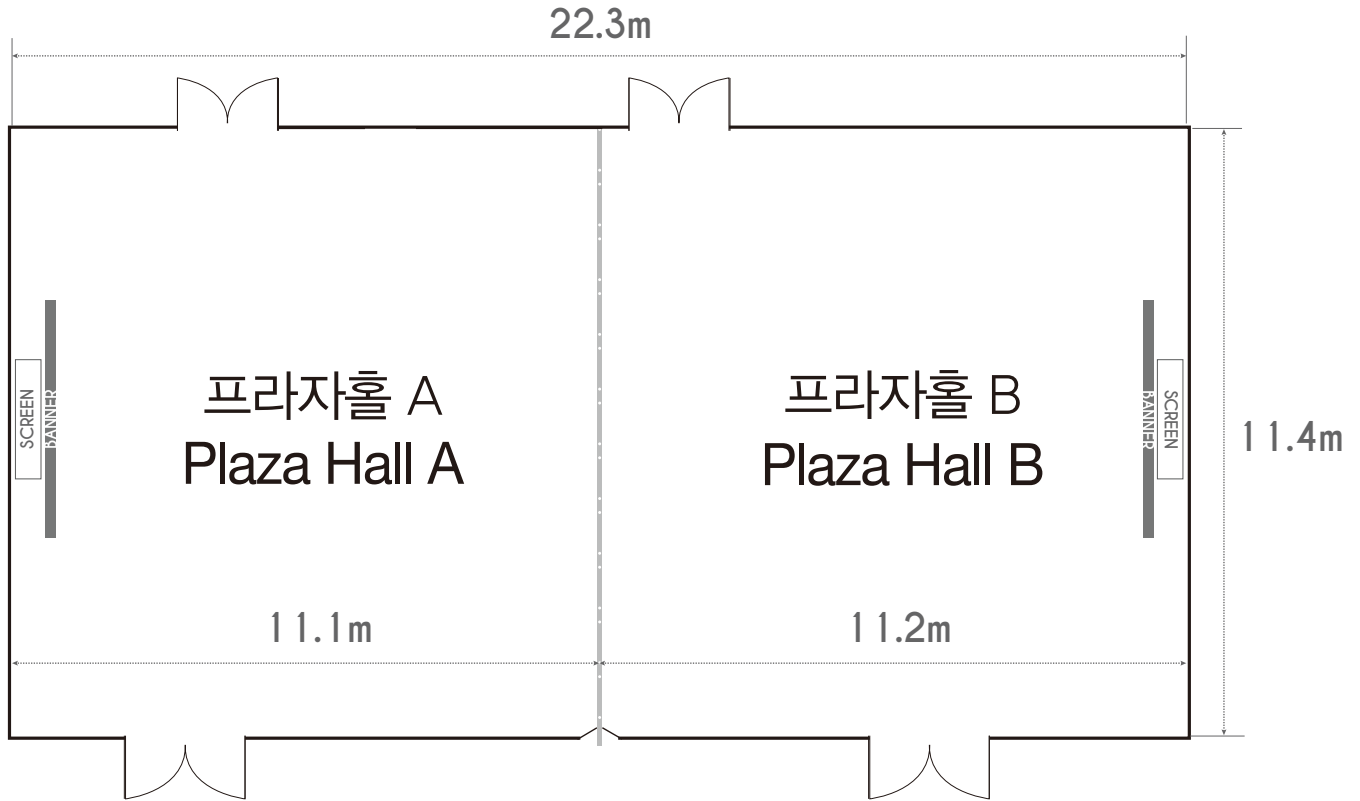 22.3m
프라자홀 A
Plaza Hall A
프라자홀 B
Plaza Hall B
SCREEN
BANNER
BANNER
SCREEN
11.4m
11.1m
11.2m